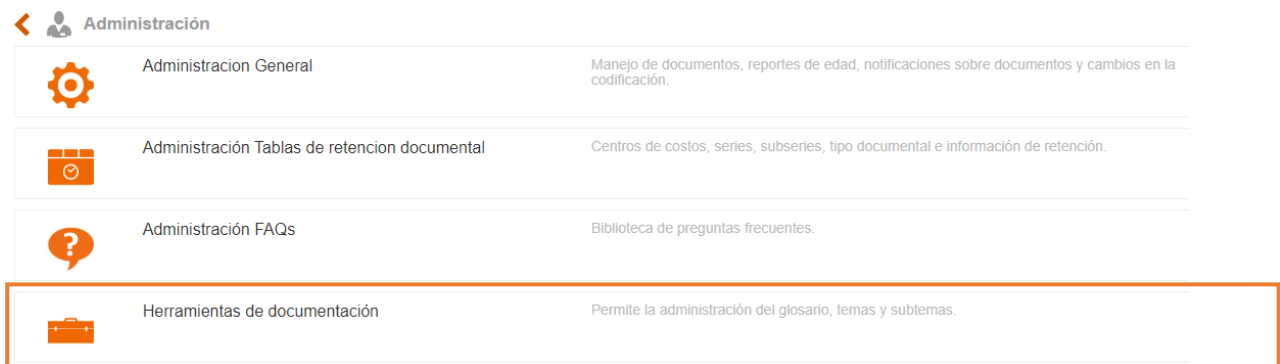 Administración
Administracion General
Manejo de documentos, reportes de edad, notificaciones sobre documentos y cambios en la
codificación.
Administración Tablas de retencion documental
Centros de costos, series, subseries, tipo documental e información de retención.
Administración FAQs
Biblioteca de preguntas frecuentes.
Herramientas de documentación
Permite la administración del glosario, temas y subtemas.